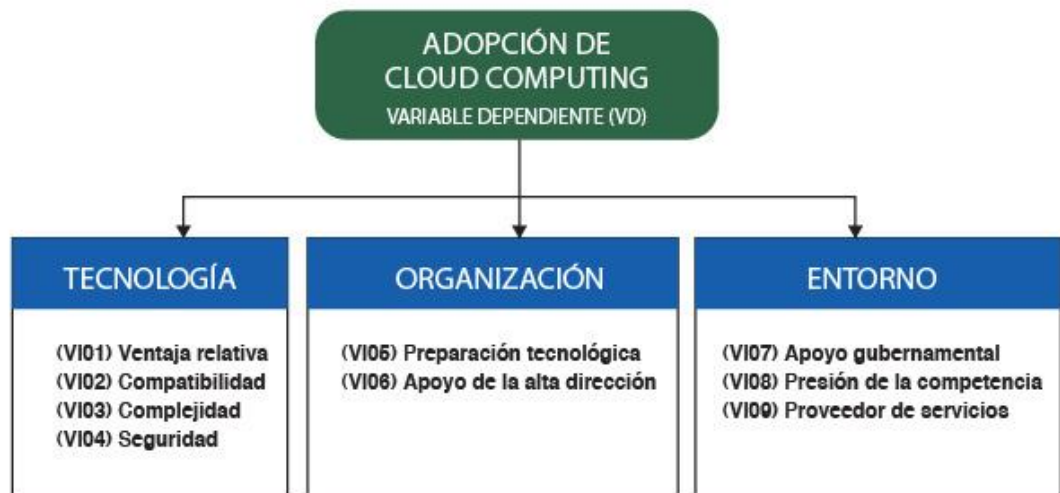 ADOPCIÓN DE
CLOUD COMPUTING
VARIABLE DEPENDIENTE (VD)
TECNOLOGÍA
(VI01) Ventaja relativa
(VI02) Compatibilidad
(VI03) Complejidad
(VI04) Seguridad
ORGANIZACIÓN
(VI05) Preparación tecnológica
(VI06) Apoyo de la alta dirección
ENTORNO
(VI07) Apoyo gubernamental
(VI08) Presión de la competencia
(VI09) Proveedor de servicios